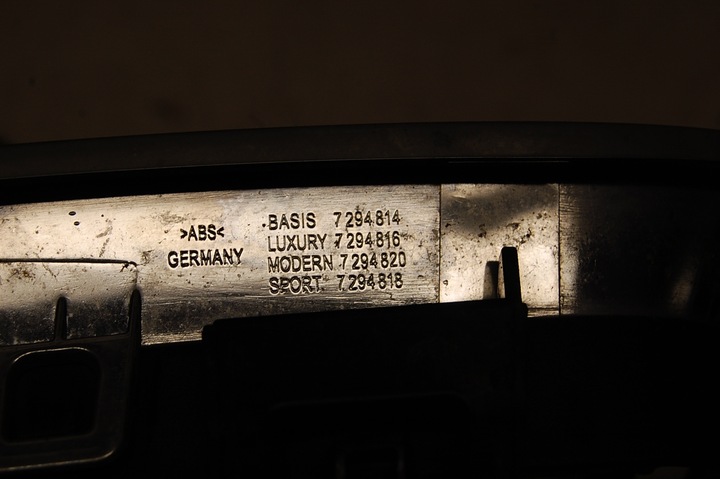 >ABS<
GERMANY
BASIS 7294814
LUXURY 7294816
MODERN 7294820
SPORT 7294818